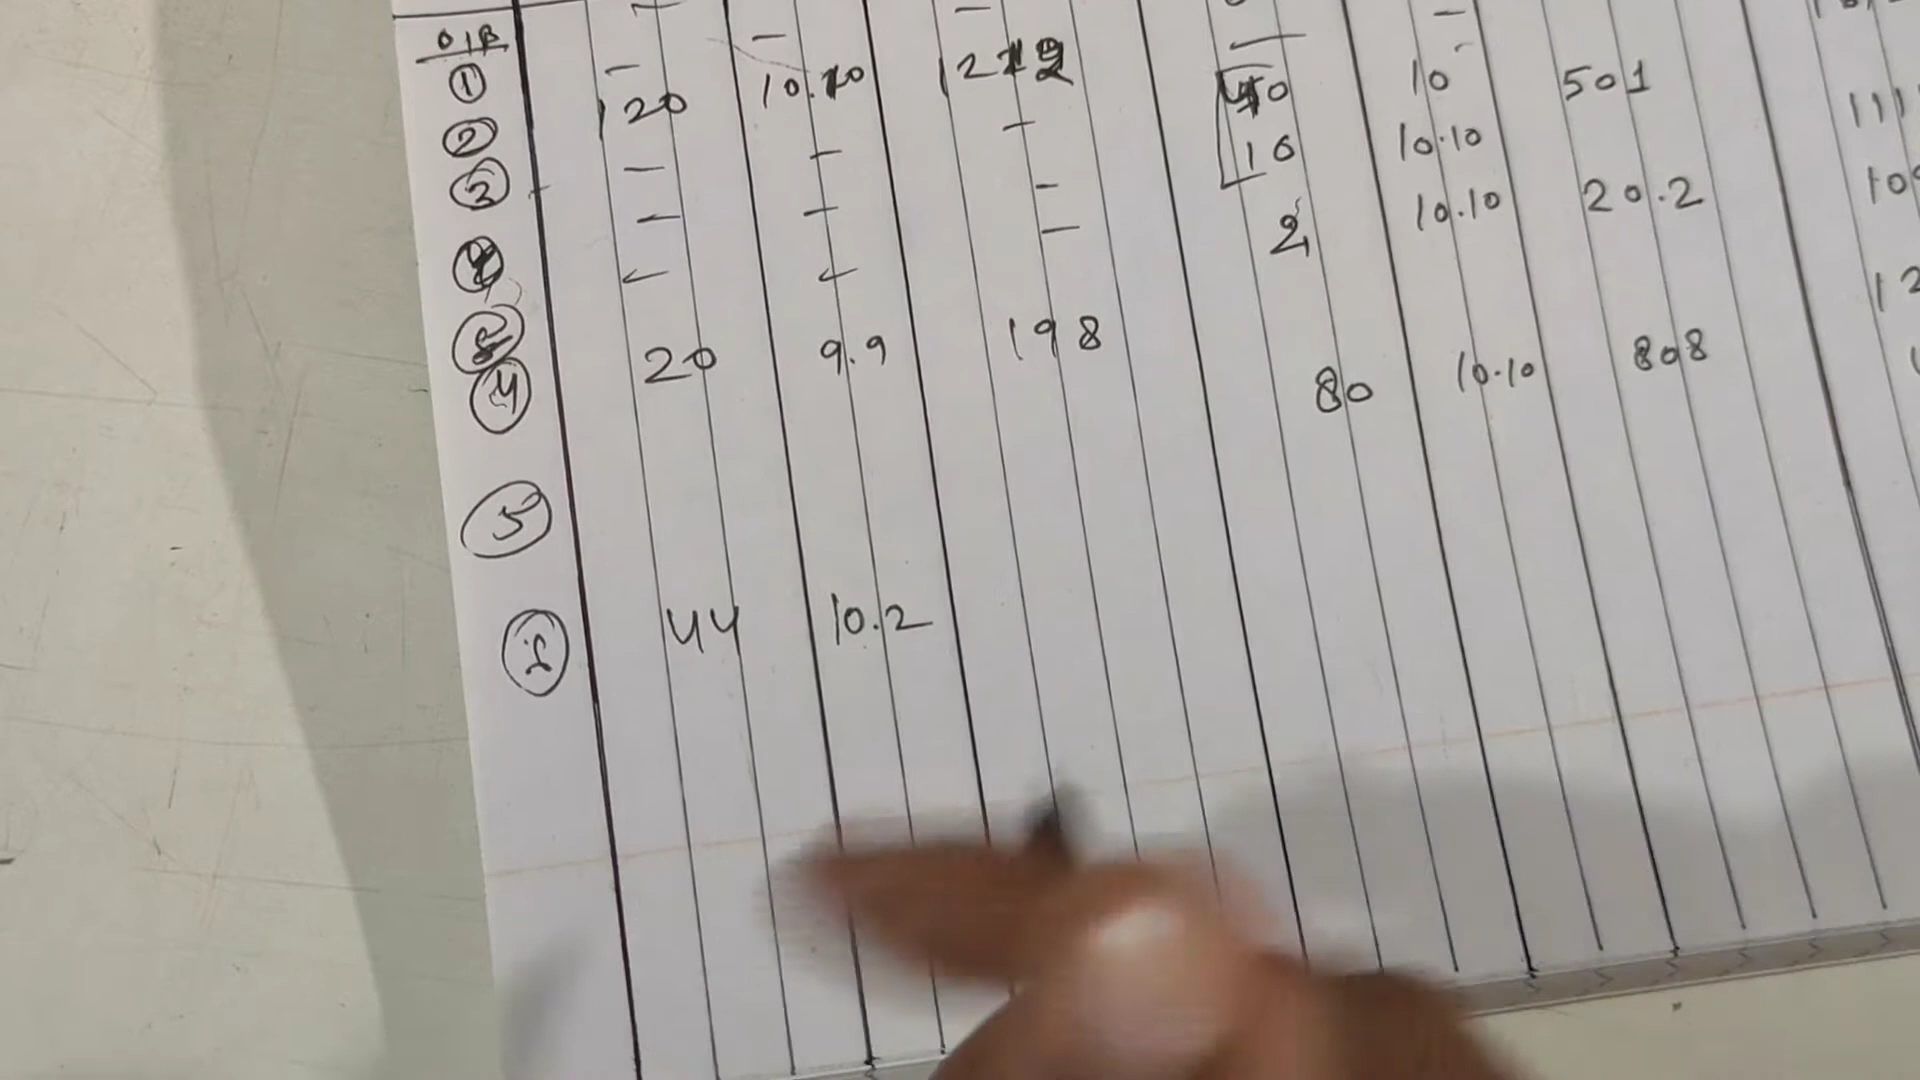 O/B
① 120 10.10 1212 40 10 501
② — — — 10 10.10
③ — — — 2 10.10 20.2
④ 20 9.9 198 80 10.10 808
⑤
44 10.2